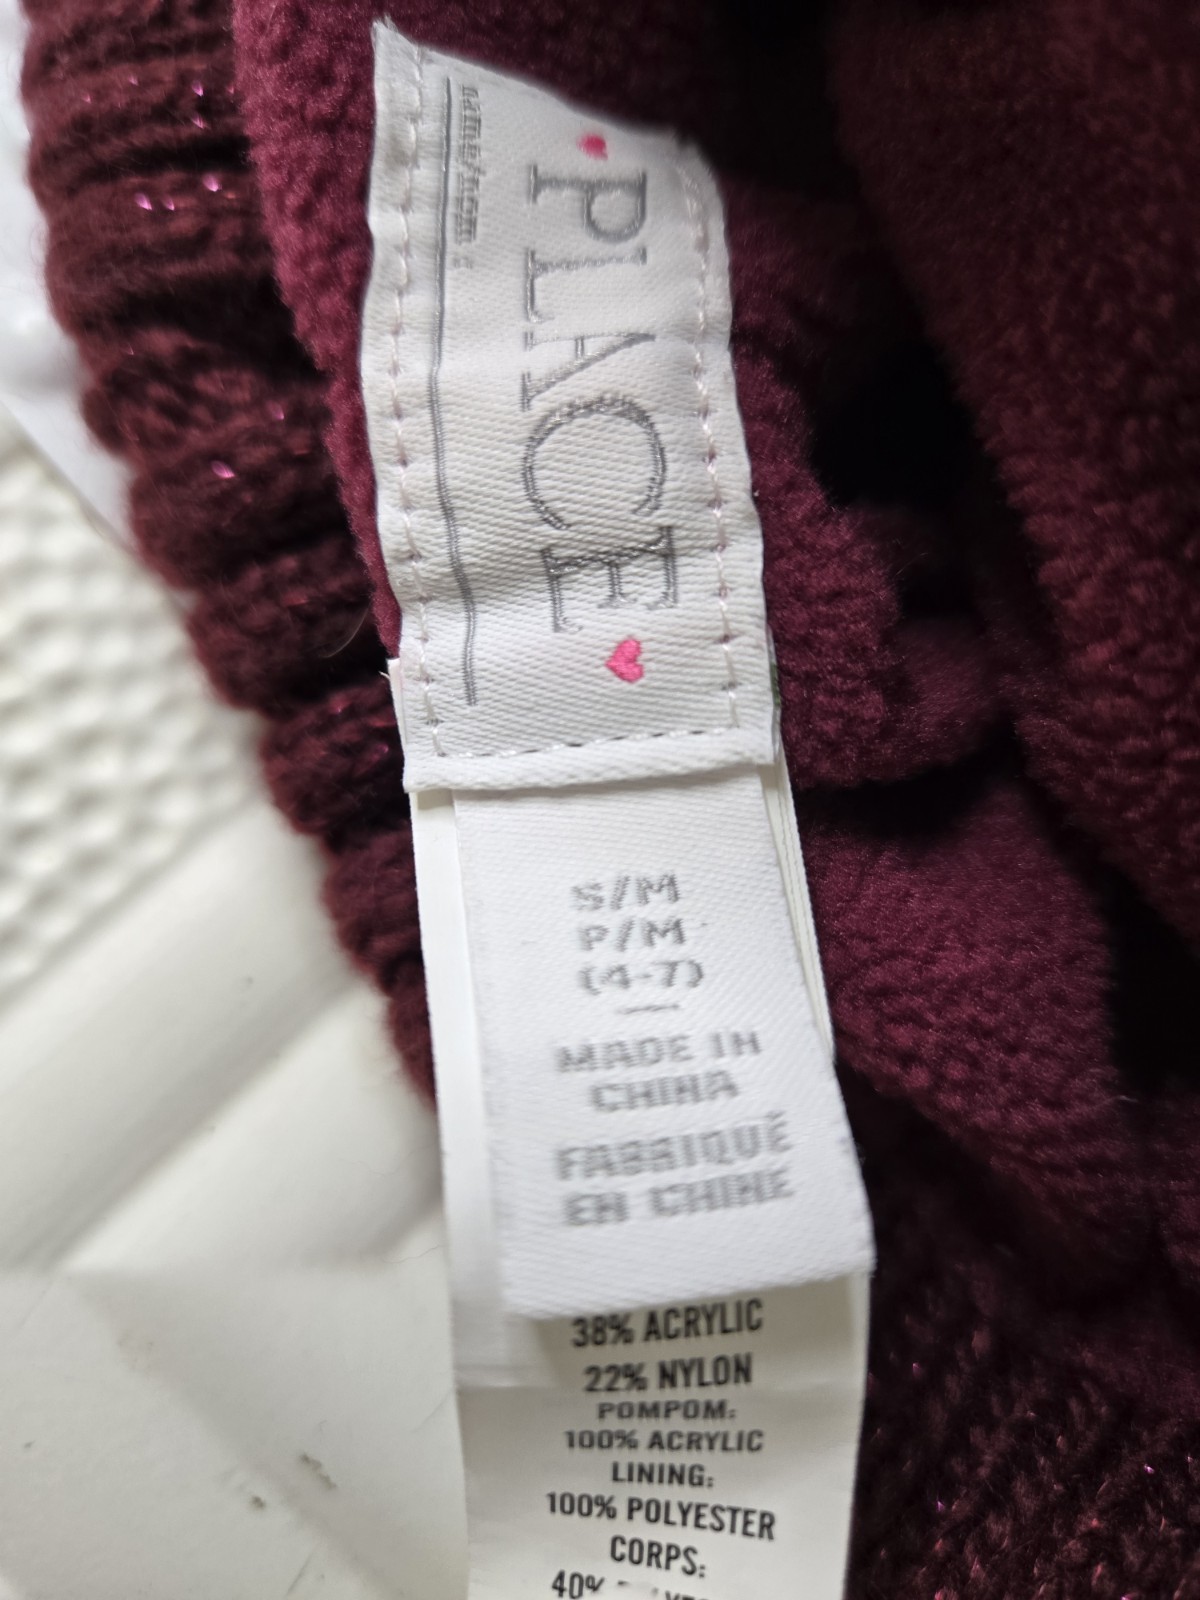 PLACE
S/M
P/M
(4-7)
MADE IN
CHINA
FABRIQUÉ
EN CHINE
38% ACRYLIC
22% NYLON
POMPOM:
100% ACRYLIC
LINING:
100% POLYESTER
CORPS:
40%